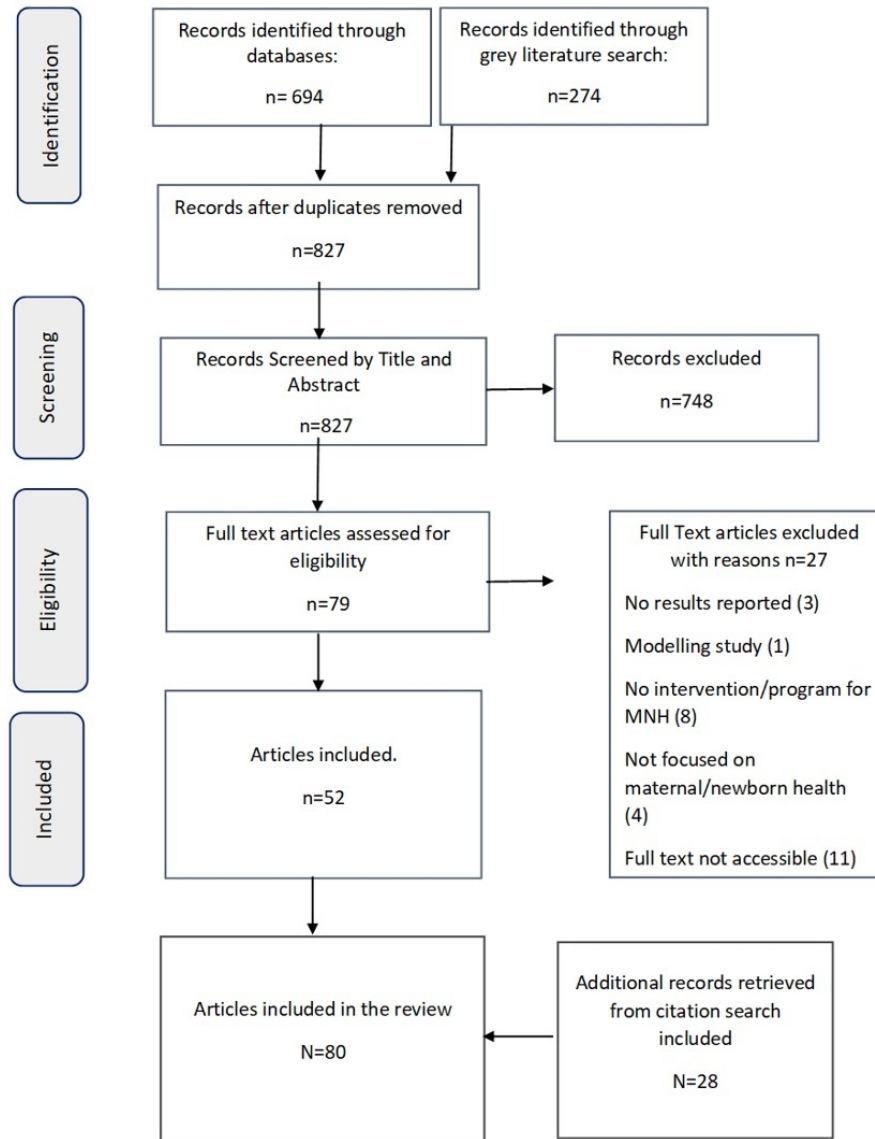 Identification
Records identified through
databases:
n= 694
Records identified through
grey literature search:
n=274
Records after duplicates removed
n=827
Screening
Records Screened by Title and
Abstract
n=827
Records excluded
n=748
Eligibility
Full text articles assessed for
eligibility
n=79
Full Text articles excluded
with reasons n=27
No results reported (3)
Modelling study (1)
No intervention/program for
MNH (8)
Not focused on
maternal/newborn health
(4)
Full text not accessible (11)
Included
Articles included.
n=52
Articles included in the review
N=80
Additional records retrieved
from citation search
included
N=28